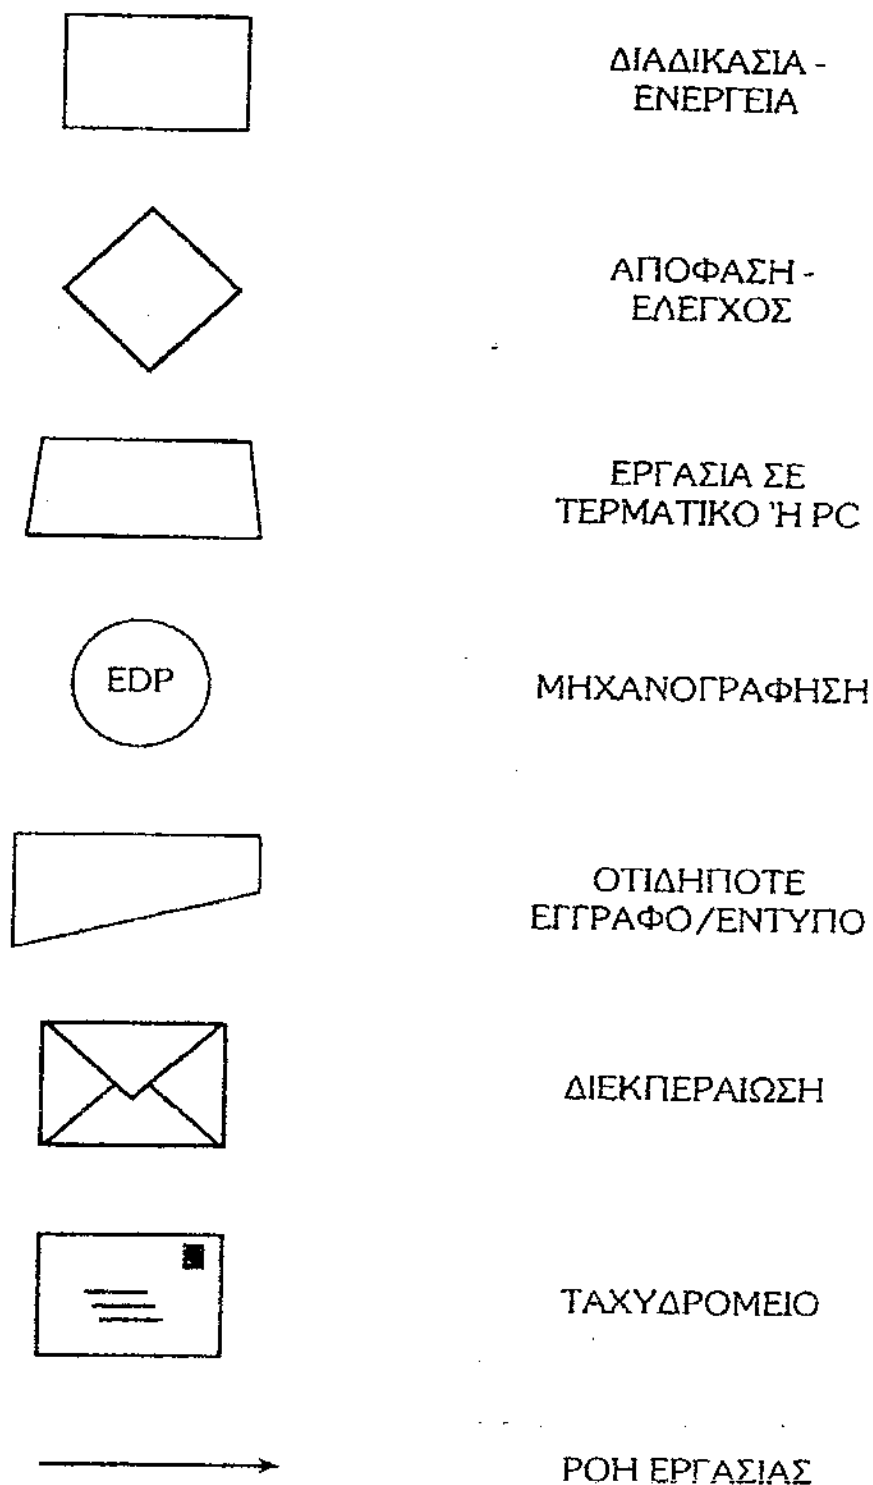 ΔΙΑΔΙΚΑΣΙΑ -
ΕΝΕΡΓΕΙΑ
ΑΠΟΦΑΣΗ -
ΕΛΕΓΧΟΣ
ΕΡΓΑΣΙΑ ΣΕ
ΤΕΡΜΑΤΙΚΟ Ή PC
EDP
ΜΗΧΑΝΟΓΡΑΦΗΣΗ
ΟΤΙΔΗΠΟΤΕ
ΕΓΓΡΑΦΟ/ΕΝΤΥΠΟ
ΔΙΕΚΠΕΡΑΙΩΣΗ
ΤΑΧΥΔΡΟΜΕΙΟ
ΡΟΗ ΕΡΓΑΣΙΑΣ